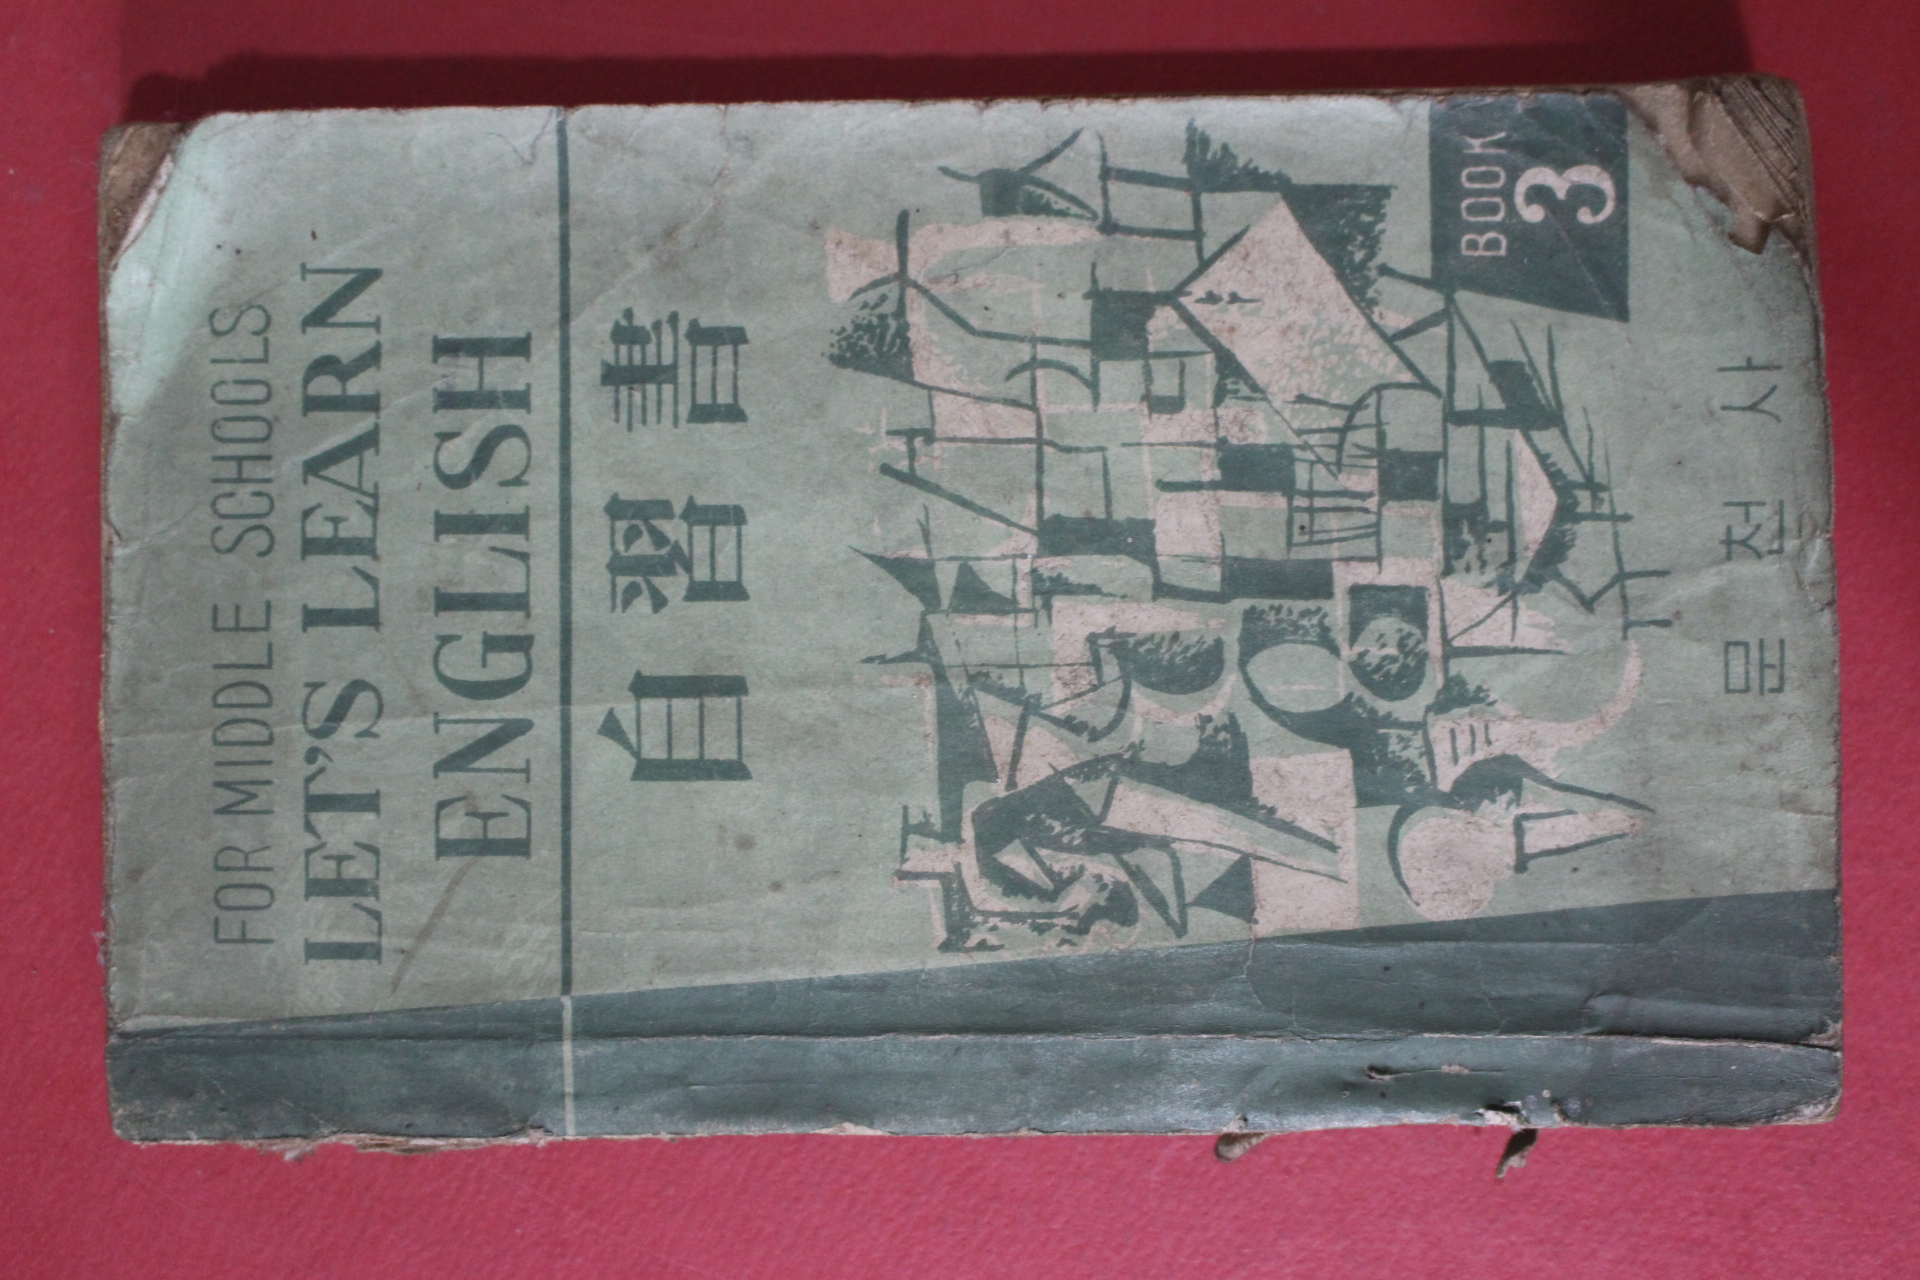 FOR MIDDLE SCHOOLS
LET'S LEARN
ENGLISH
自習書
BOOK
3
문천사